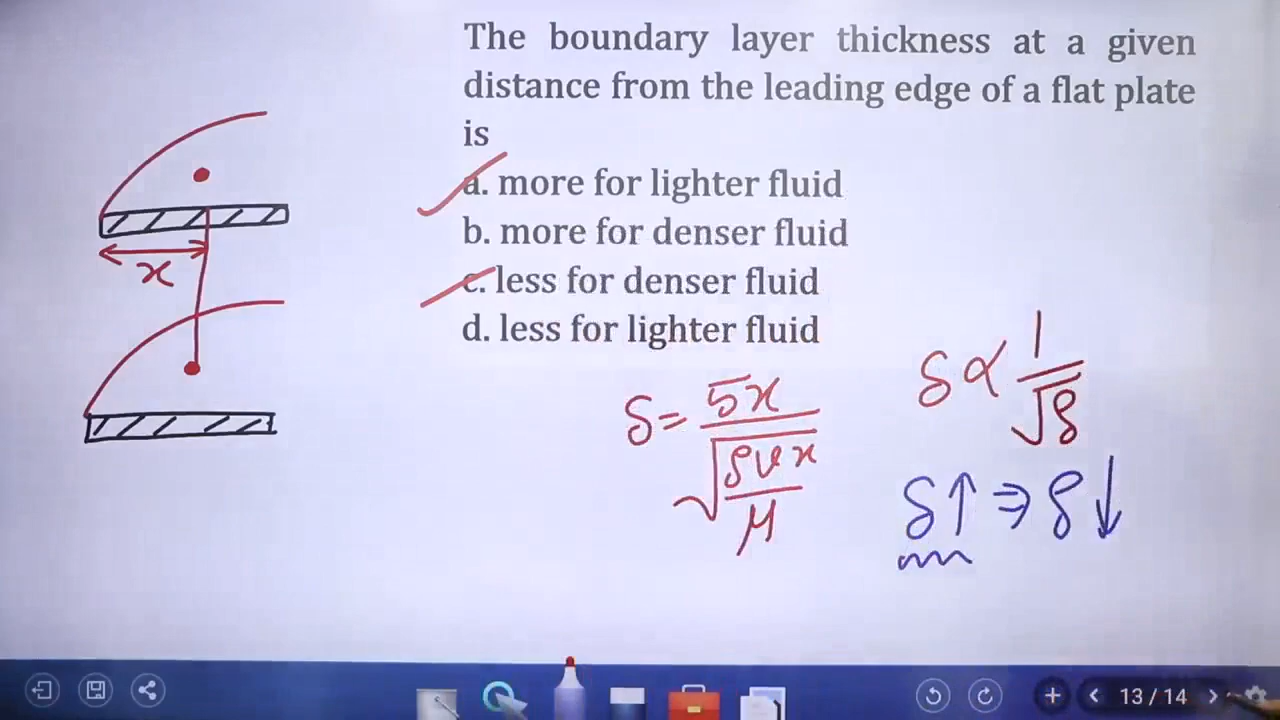 The boundary layer thickness at a given
distance from the leading edge of a flat plate
is
a. more for lighter fluid
b. more for denser fluid
c. less for denser fluid
d. less for lighter fluid
x
δ = 5x / √(ρvx / μ)
δ ∝ 1 / √ρ
δ↑ ⇒ ρ↓
13 / 14